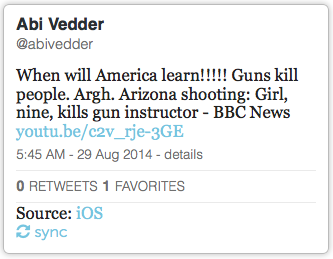 Abi Vedder
@abivedder
When will America learn!!!!! Guns kill
people. Argh. Arizona shooting: Girl,
nine, kills gun instructor - BBC News
youtu.be/c2v_rje-3GE
5:45 AM - 29 Aug 2014 - details
0 RETWEETS 1 FAVORITES
Source: iOS
sync